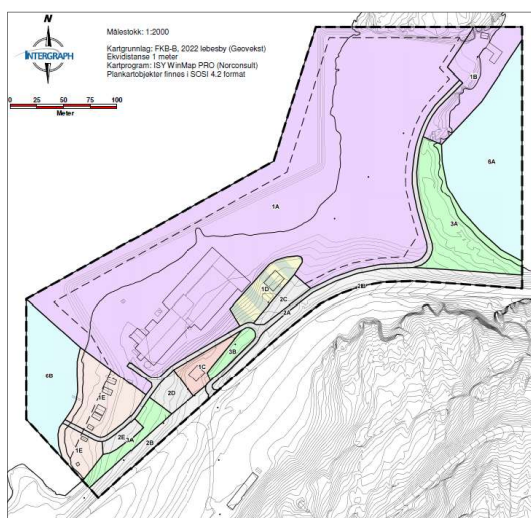 N
INTERGRAPH
Målestokk: 1:2000
Kartgrunnlag: FKB-B, 2022 lebesby (Geovekst)
Ekvidistanse 1 meter
Kartprogram: ISY WinMap PRO (Norconsult)
Plankartobjekter finnes i SOSI 4.2 format
0 25 50 75 100
Meter
1B
6A
1A
3A
1D
2C
2B
2A
3B
6B
1C
2D
1E
2E
3A
2B
1E